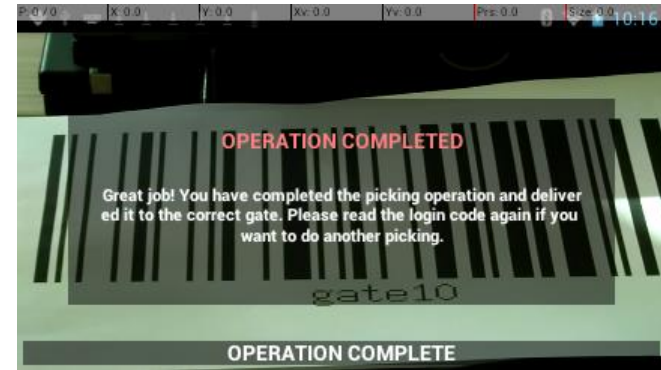 P: 0 / 0 X: 0.0 Y: 0.0 Xv: 0.0 Yv: 0.0 Prs: 0.0 Size: 0.0
10:16
OPERATION COMPLETED
Great job! You have completed the picking operation and deliver
ed it to the correct gate. Please read the login code again if you
want to do another picking.
gate10
OPERATION COMPLETE